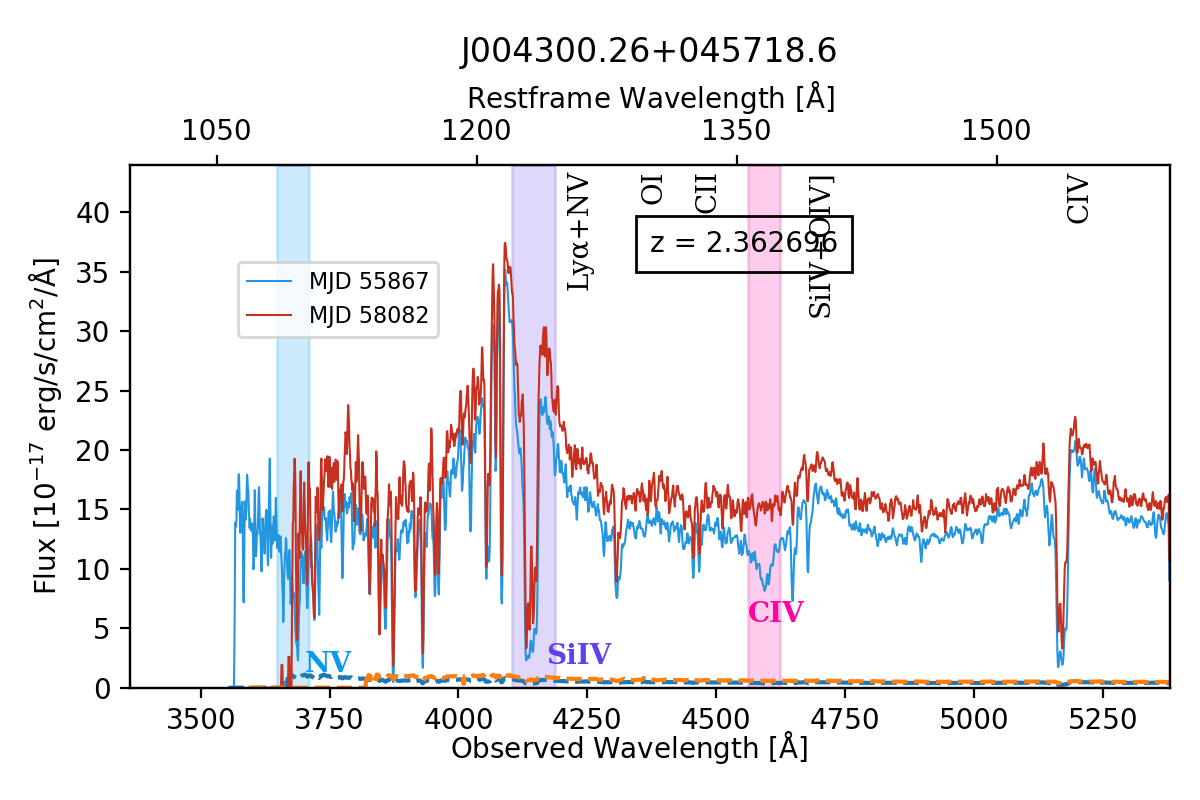 J004300.26+045718.6
Restframe Wavelength [Å]
1050 1200 1350 1500
Lyα+NV
OI
CII
SiIV+OIV]
CIV
z = 2.362696
MJD 55867
MJD 58082
Flux [10⁻¹⁷ erg/s/cm²/Å]
40
35
30
25
20
15
10
5
0
NV
SiIV
CIV
3500 3750 4000 4250 4500 4750 5000 5250
Observed Wavelength [Å]